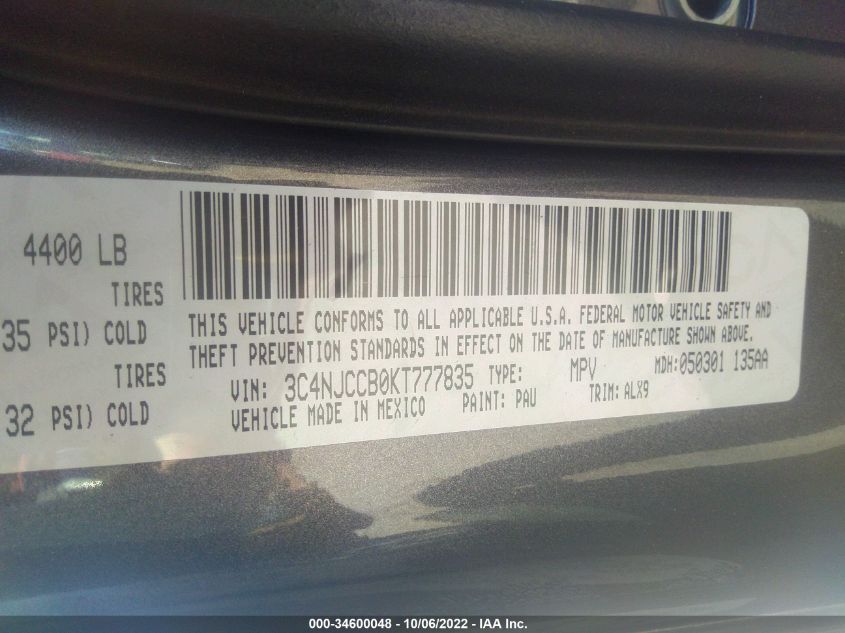 4400 LB
TIRES
35 PSI) COLD
TIRES
32 PSI) COLD
THIS VEHICLE CONFORMS TO ALL APPLICABLE U.S.A. FEDERAL MOTOR VEHICLE SAFETY AND
THEFT PREVENTION STANDARDS IN EFFECT ON THE DATE OF MANUFACTURE SHOWN ABOVE.
VIN: 3C4NJCCB0KT777835 TYPE: MPV MDH:050301 135AA
VEHICLE MADE IN MEXICO PAINT: PAU TRIM: ALX9
000-34600048 - 10/06/2022 - IAA Inc.